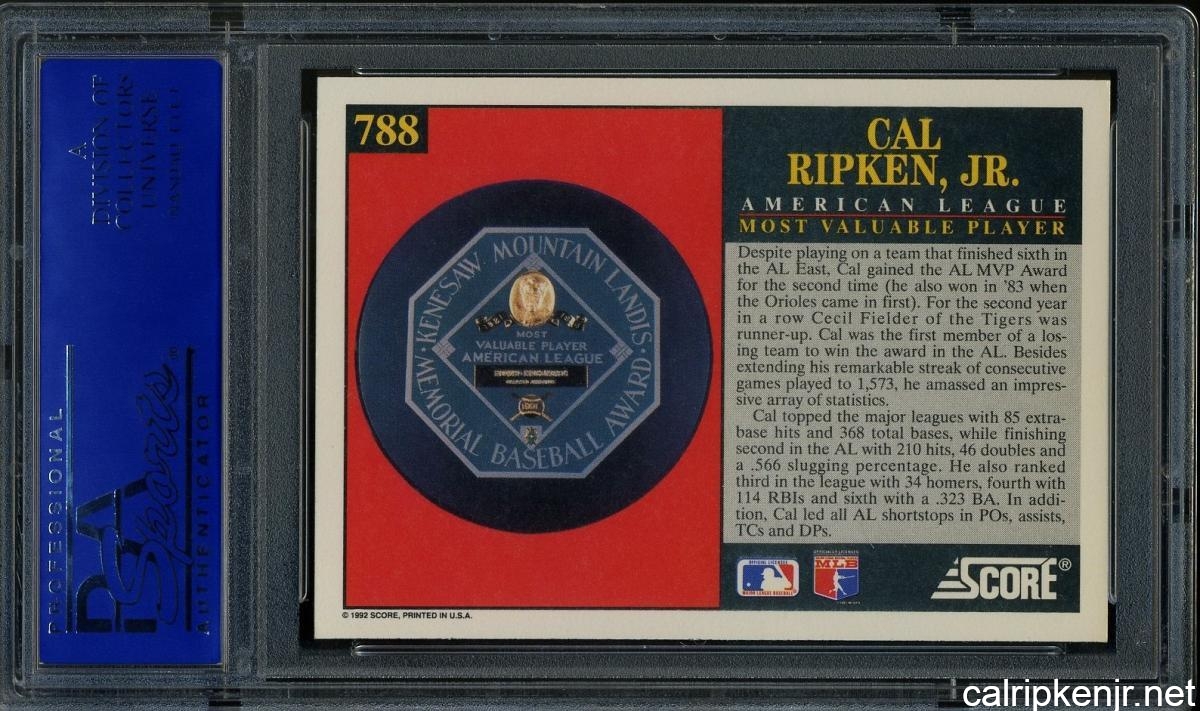 A
DIVISION OF
COLLECTORS
UNIVERSE
PROFESSIONAL
PSA
Sports
AUTHENTICATOR
788
KENESAW MOUNTAIN LANDIS
MEMORIAL BASEBALL AWARD
MOST
VALUABLE PLAYER
AMERICAN LEAGUE
CAL
RIPKEN, JR.
AMERICAN LEAGUE
MOST VALUABLE PLAYER
Despite playing on a team that finished sixth in
the AL East, Cal gained the AL MVP Award
for the second time (he also won in '83 when
the Orioles came in first). For the second year
in a row Cecil Fielder of the Tigers was
runner-up. Cal was the first member of a los-
ing team to win the award in the AL. Besides
extending his remarkable streak of consecutive
games played to 1,573, he amassed an impres-
sive array of statistics.
Cal topped the major leagues with 85 extra-
base hits and 368 total bases, while finishing
second in the AL with 210 hits, 46 doubles and
a .566 slugging percentage. He also ranked
third in the league with 34 homers, fourth with
114 RBIs and sixth with a .323 BA. In addi-
tion, Cal led all AL shortstops in POs, assists,
TCs and DPs.
OFFICIAL LICENSEE
MAJOR LEAGUE BASEBALL
MLB
SCORE®
© 1992 SCORE, PRINTED IN U.S.A.
calripkenjr.net